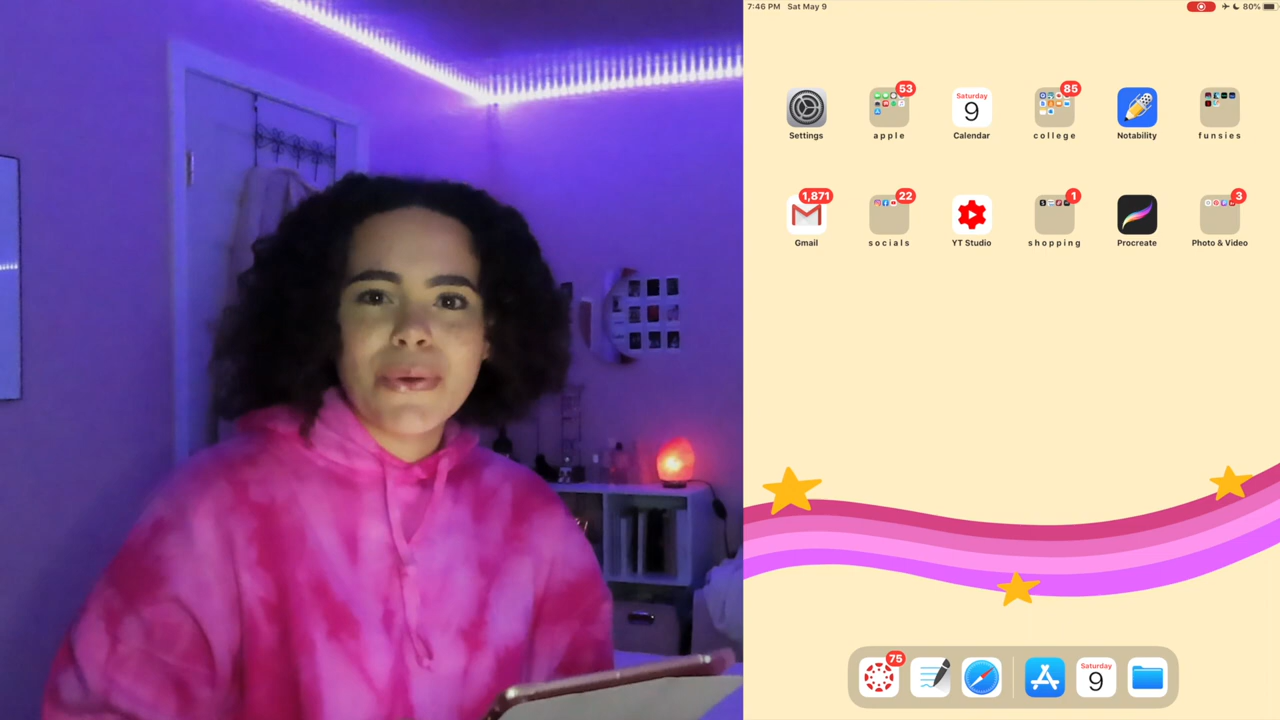 7:46 PM Sat May 9 80%
53 85
Saturday
9
Settings apple Calendar college Notability funsies
1,871 22 1 3
Gmail socials YT Studio shopping Procreate Photo & Video
75
Saturday
9